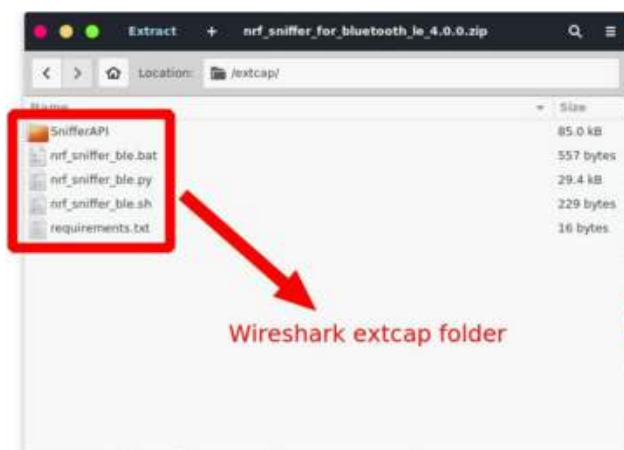 Extract + nrf_sniffer_for_bluetooth_le_4.0.0.zip
Location: /extcap/
Name Size
SnifferAPI 85.0 kB
nrf_sniffer_ble.bat 557 bytes
nrf_sniffer_ble.py 29.4 kB
nrf_sniffer_ble.sh 229 bytes
requirements.txt 16 bytes
Wireshark extcap folder